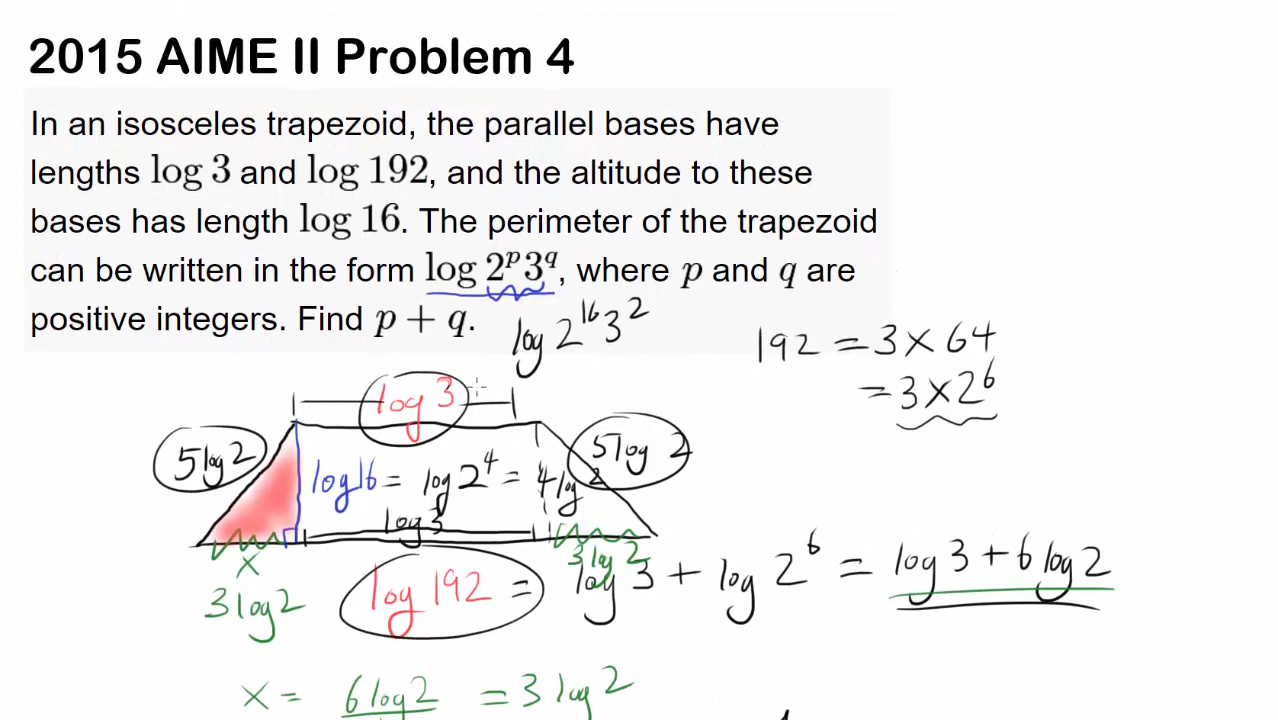 2015 AIME II Problem 4
In an isosceles trapezoid, the parallel bases have
lengths log 3 and log 192, and the altitude to these
bases has length log 16. The perimeter of the trapezoid
can be written in the form log 2^p 3^q, where p and q are
positive integers. Find p + q.
log 2^16 3^2
192 = 3 × 64
= 3 × 2^6
log 3
5 log 2
log 16 = log 2^4 = 4 log 2
5 log 2
log 3
x
3 log 2
3 log 2
log 192 = log 3 + log 2^6 = log 3 + 6 log 2
x = 6 log 2 = 3 log 2